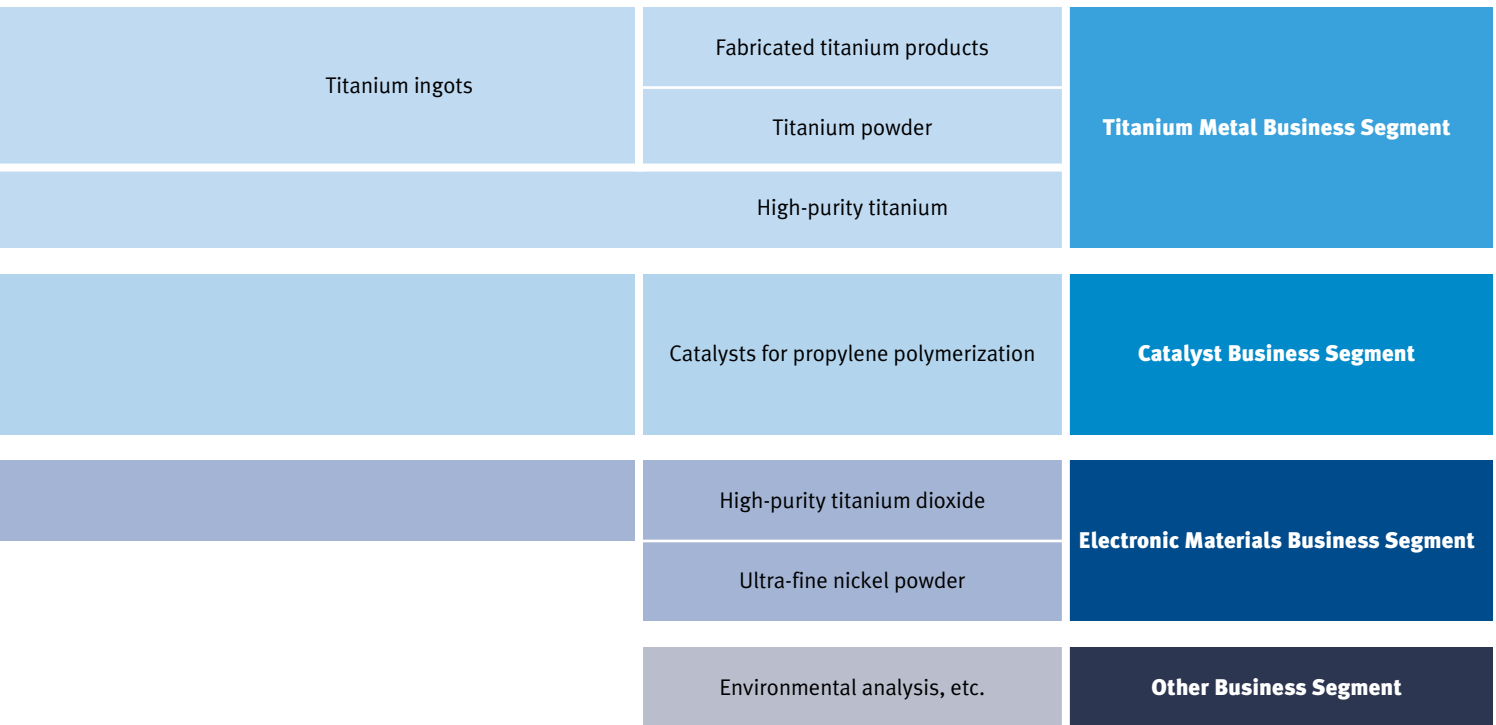 Fabricated titanium products
Titanium ingots
Titanium powder
Titanium Metal Business Segment
High-purity titanium
Catalysts for propylene polymerization
Catalyst Business Segment
High-purity titanium dioxide
Electronic Materials Business Segment
Ultra-fine nickel powder
Environmental analysis, etc.
Other Business Segment